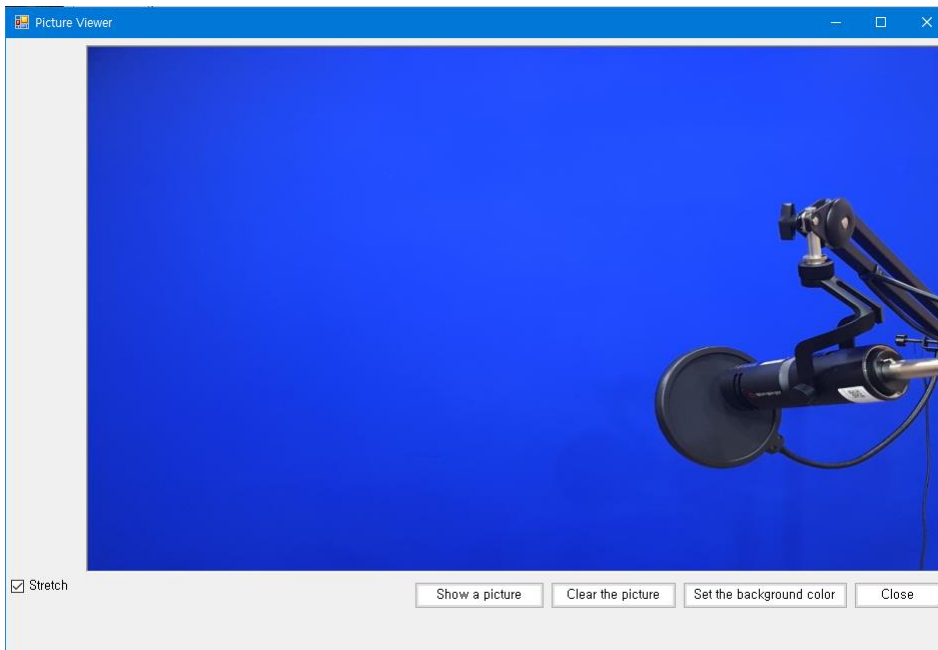 Picture Viewer
Stretch
Show a picture
Clear the picture
Set the background color
Close